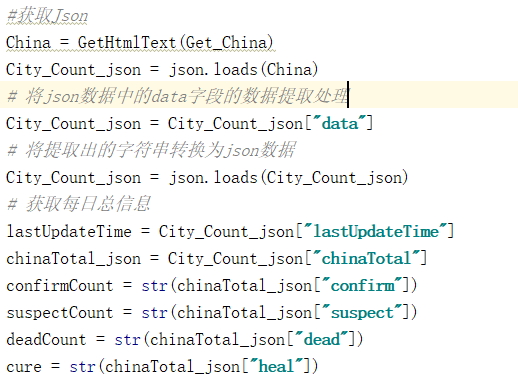 #获取Json
China = GetHtmlText(Get_China)
City_Count_json = json.loads(China)
# 将json数据中的data字段的数据提取处理
City_Count_json = City_Count_json["data"]
# 将提取出的字符串转换为json数据
City_Count_json = json.loads(City_Count_json)
# 获取每日总信息
lastUpdateTime = City_Count_json["lastUpdateTime"]
chinaTotal_json = City_Count_json["chinaTotal"]
confirmCount = str(chinaTotal_json["confirm"])
suspectCount = str(chinaTotal_json["suspect"])
deadCount = str(chinaTotal_json["dead"])
cure = str(chinaTotal_json["heal"])